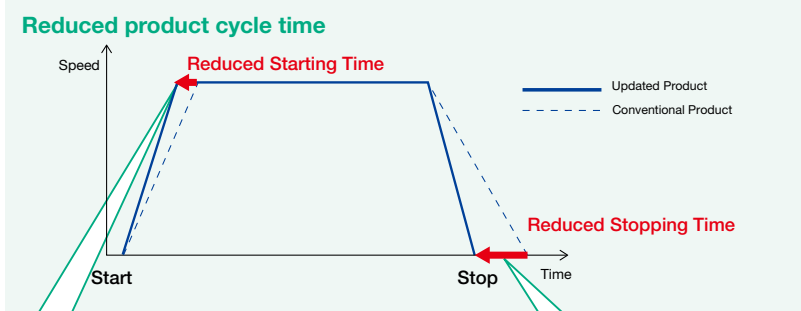 Reduced product cycle time
Speed
Reduced Starting Time
Updated Product
Conventional Product
Reduced Stopping Time
Start
Stop
Time